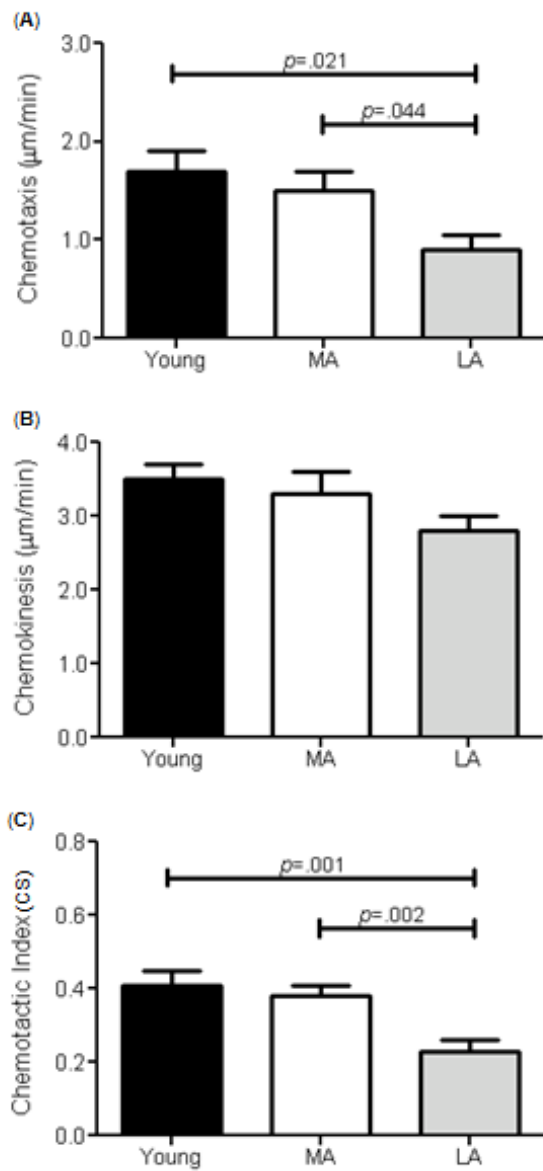 (A)
Chemotaxis (μm/min)
3.0
2.0
1.0
0.0
p=.021
p=.044
Young MA LA
(B)
Chemokinesis (μm/min)
4.0
3.0
2.0
1.0
0.0
Young MA LA
(C)
Chemotactic Index(CS)
0.8
0.6
0.4
0.2
0.0
p=.001
p=.002
Young MA LA